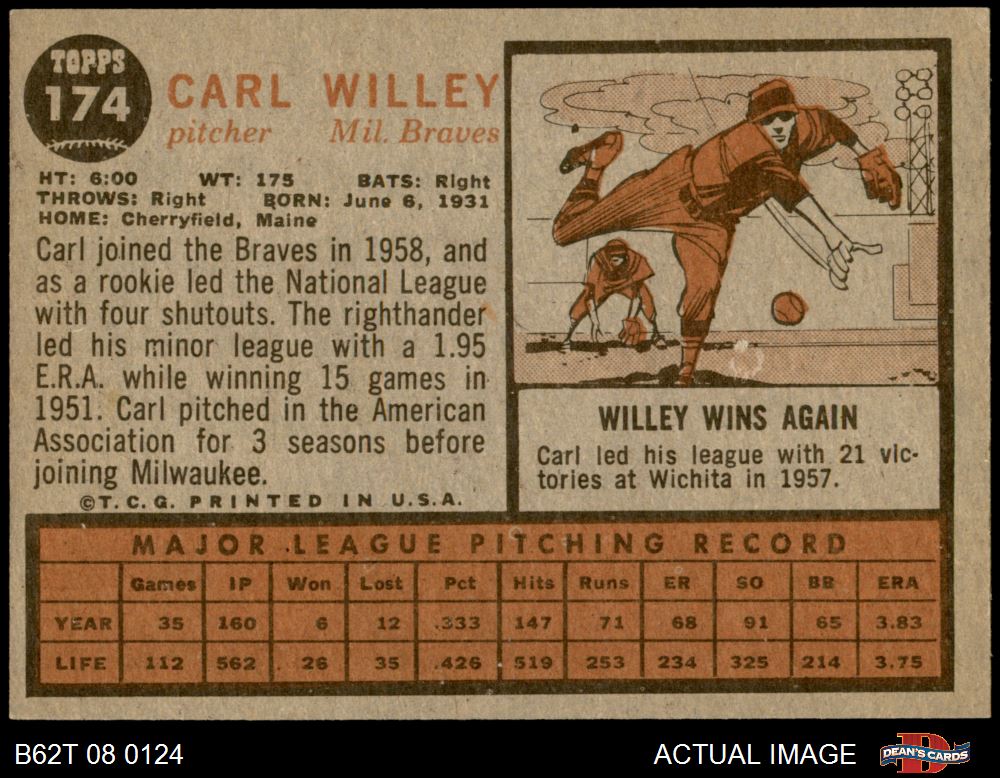 TOPPS
174
CARL WILLEY
pitcher Mil. Braves
HT: 6:00 WT: 175 BATS: Right
THROWS: Right BORN: June 6, 1931
HOME: Cherryfield, Maine
Carl joined the Braves in 1958, and
as a rookie led the National League
with four shutouts. The righthander
led his minor league with a 1.95
E.R.A. while winning 15 games in
1951. Carl pitched in the American
Association for 3 seasons before
joining Milwaukee.
©T.C.G. PRINTED IN U.S.A.
WILLEY WINS AGAIN
Carl led his league with 21 vic-
tories at Wichita in 1957.
MAJOR LEAGUE PITCHING RECORD
Games IP Won Lost Pct Hits Runs ER SO BB ERA
YEAR 35 160 6 12 .333 147 71 68 91 65 3.83
LIFE 112 562 26 35 .426 519 253 234 325 214 3.75
B62T 08 0124 ACTUAL IMAGE DEAN'S CARDS